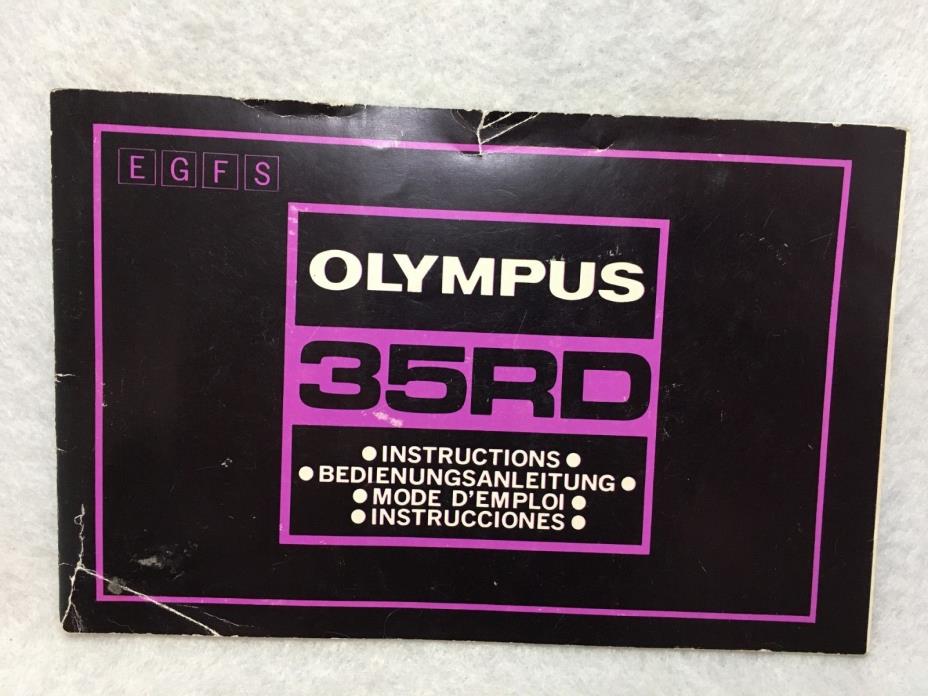 E G F S
OLYMPUS
35RD
• INSTRUCTIONS •
• BEDIENUNGSANLEITUNG •
• MODE D'EMPLOI •
• INSTRUCCIONES •